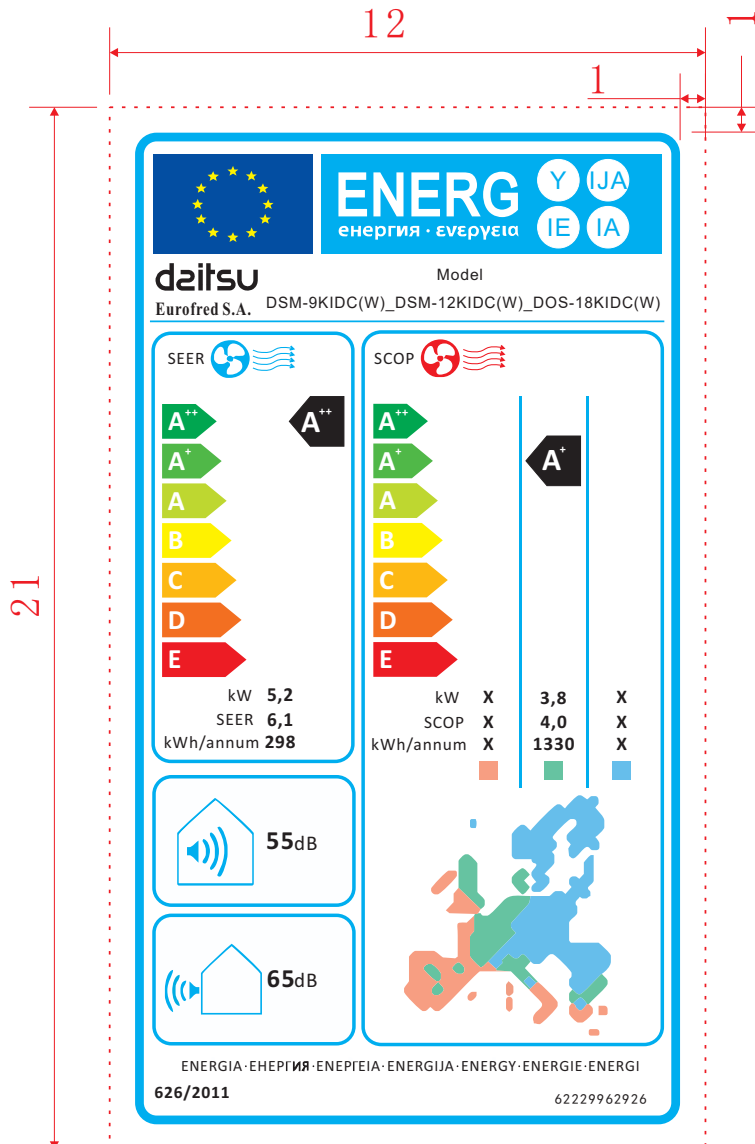 12
1
1
21
ENERG
енергия · ενεργεια
Y IJA
IE IA
daitsu
Eurofred S.A.
Model
DSM-9KIDC(W)_DSM-12KIDC(W)_DOS-18KIDC(W)
SEER
A++
A+
A
B
C
D
E
A++
kW 5,2
SEER 6,1
kWh/annum 298
SCOP
A++
A+
A
B
C
D
E
A+
kW X 3,8 X
SCOP X 4,0 X
kWh/annum X 1330 X
55dB
65dB
ENERGIA·ЕНЕРГИЯ·ΕΝΕΡΓΕΙΑ·ENERGIJA·ENERGY·ENERGIE·ENERGI
626/2011
62229962926